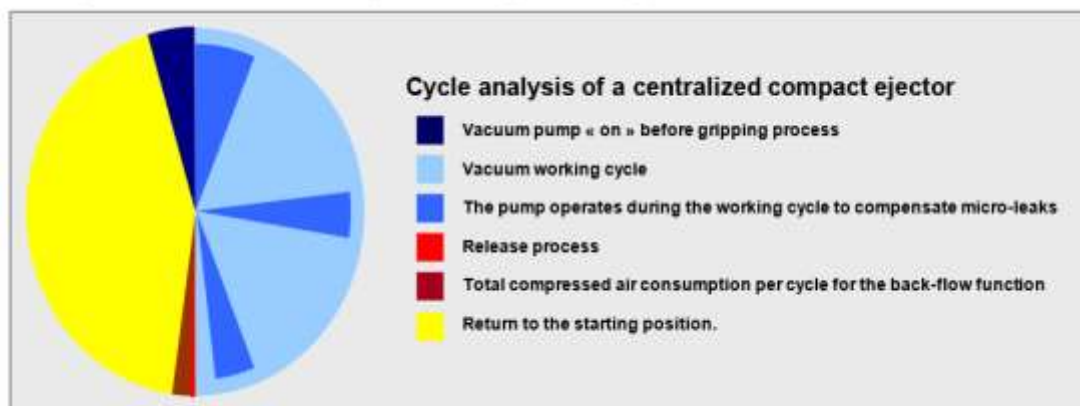 Cycle analysis of a centralized compact ejector
Vacuum pump « on » before gripping process
Vacuum working cycle
The pump operates during the working cycle to compensate micro-leaks
Release process
Total compressed air consumption per cycle for the back-flow function
Return to the starting position.